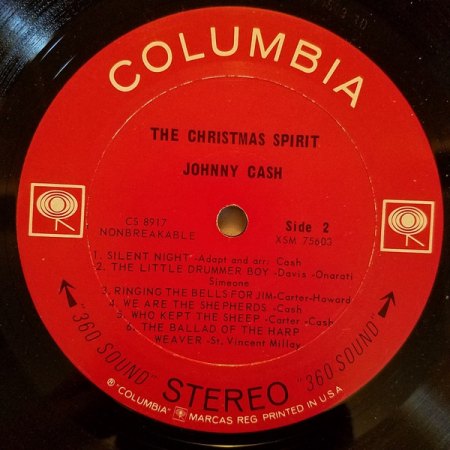 COLUMBIA
THE CHRISTMAS SPIRIT
JOHNNY CASH
CS 8917
NONBREAKABLE
Side 2
XSM 75603
1. SILENT NIGHT -Adapt and arr: Cash
2. THE LITTLE DRUMMER BOY -Davis -Onarati
Simeone
3. RINGING THE BELLS FOR JIM-Carter-Howard
4. WE ARE THE SHEPHERDS -Cash
5. WHO KEPT THE SHEEP -Carter -Cash
6. THE BALLAD OF THE HARP
WEAVER -St. Vincent Milley
"360 SOUND" STEREO "360 SOUND"
® "COLUMBIA" MARCAS REG. PRINTED IN U.S.A.